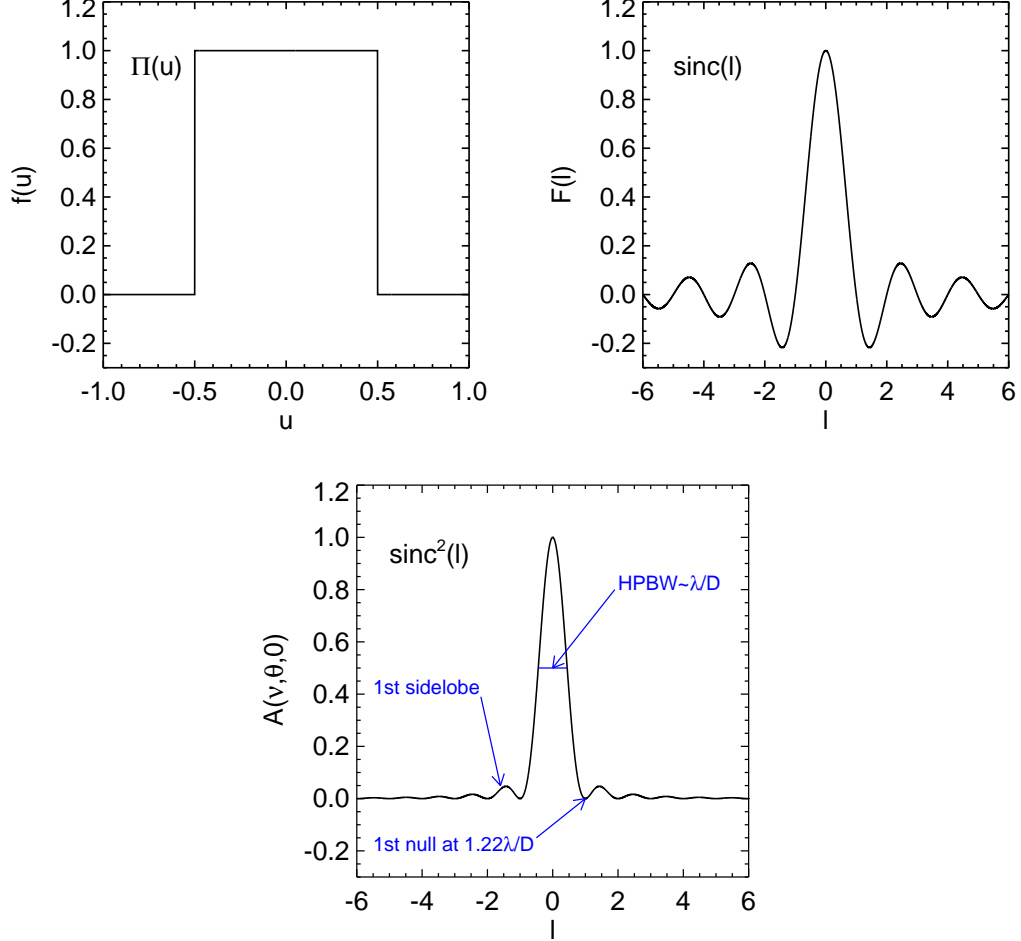 1.2
1.0
0.8
0.6
0.4
0.2
0.0
-0.2
-1.0 -0.5 0.0 0.5 1.0
u
f(u)
Π(u)
1.2
1.0
0.8
0.6
0.4
0.2
0.0
-0.2
-6 -4 -2 0 2 4 6
l
F(l)
sinc(l)
1.2
1.0
0.8
0.6
0.4
0.2
0.0
-0.2
-6 -4 -2 0 2 4 6
l
A(ν,θ,0)
sinc²(l)
HPBW~λ/D
1st sidelobe
1st null at 1.22λ/D